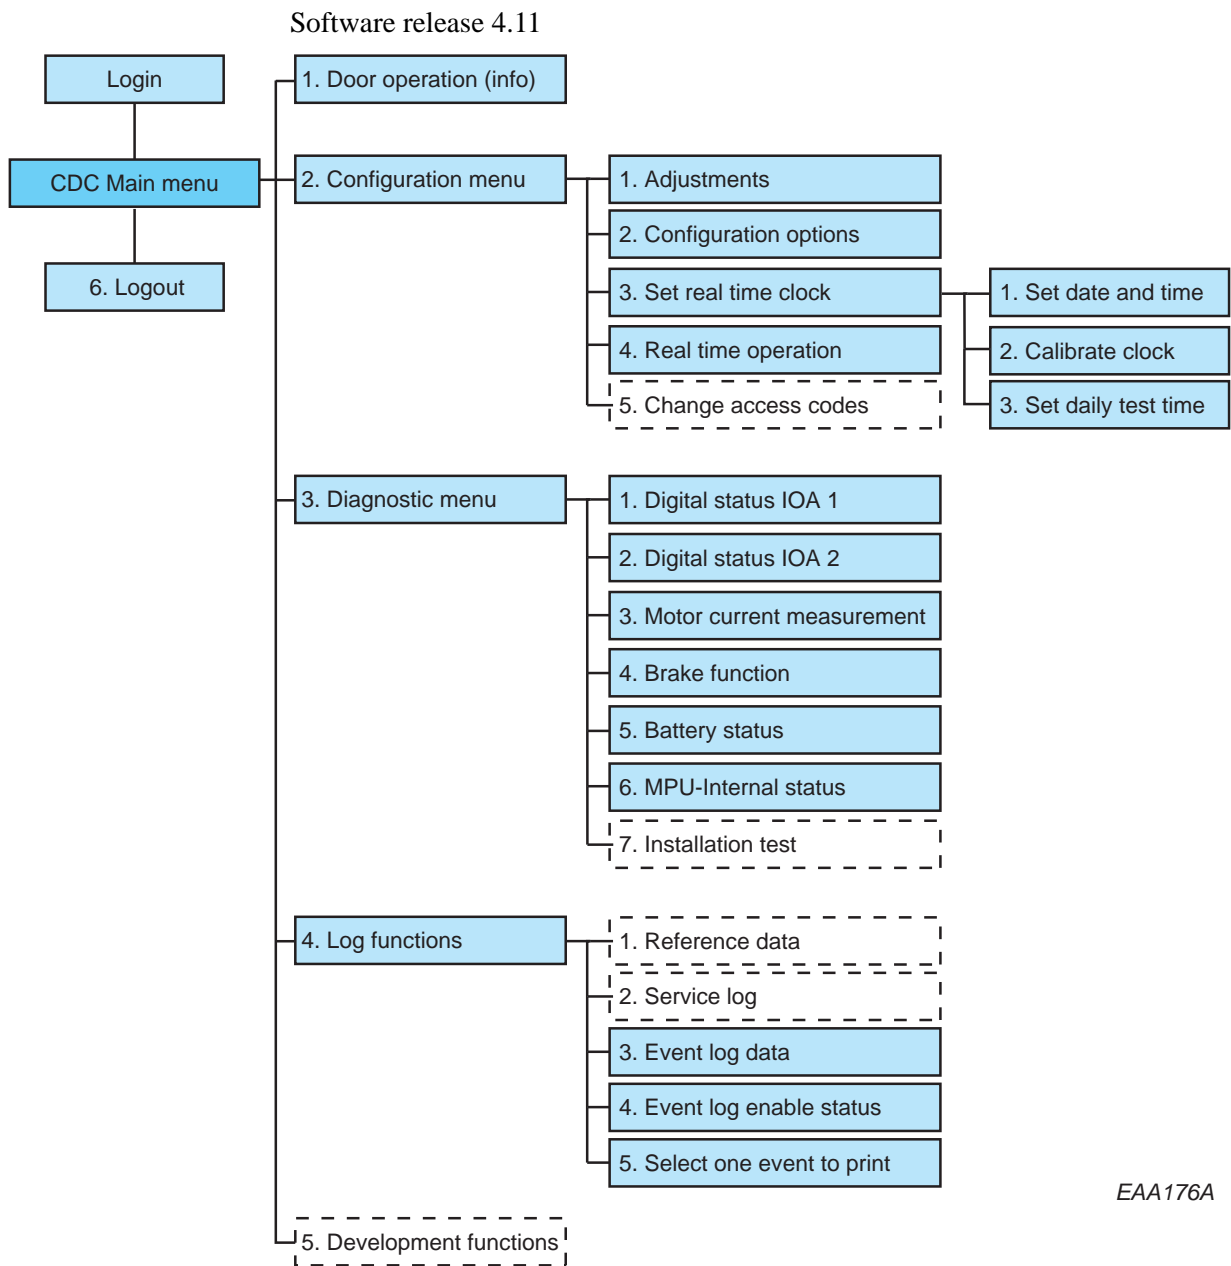 Software release 4.11
Login
CDC Main menu
6. Logout
1. Door operation (info)
2. Configuration menu
1. Adjustments
2. Configuration options
3. Set real time clock
1. Set date and time
2. Calibrate clock
3. Set daily test time
4. Real time operation
5. Change access codes
3. Diagnostic menu
1. Digital status IOA 1
2. Digital status IOA 2
3. Motor current measurement
4. Brake function
5. Battery status
6. MPU-Internal status
7. Installation test
4. Log functions
1. Reference data
2. Service log
3. Event log data
4. Event log enable status
5. Select one event to print
5. Development functions
EAA176A